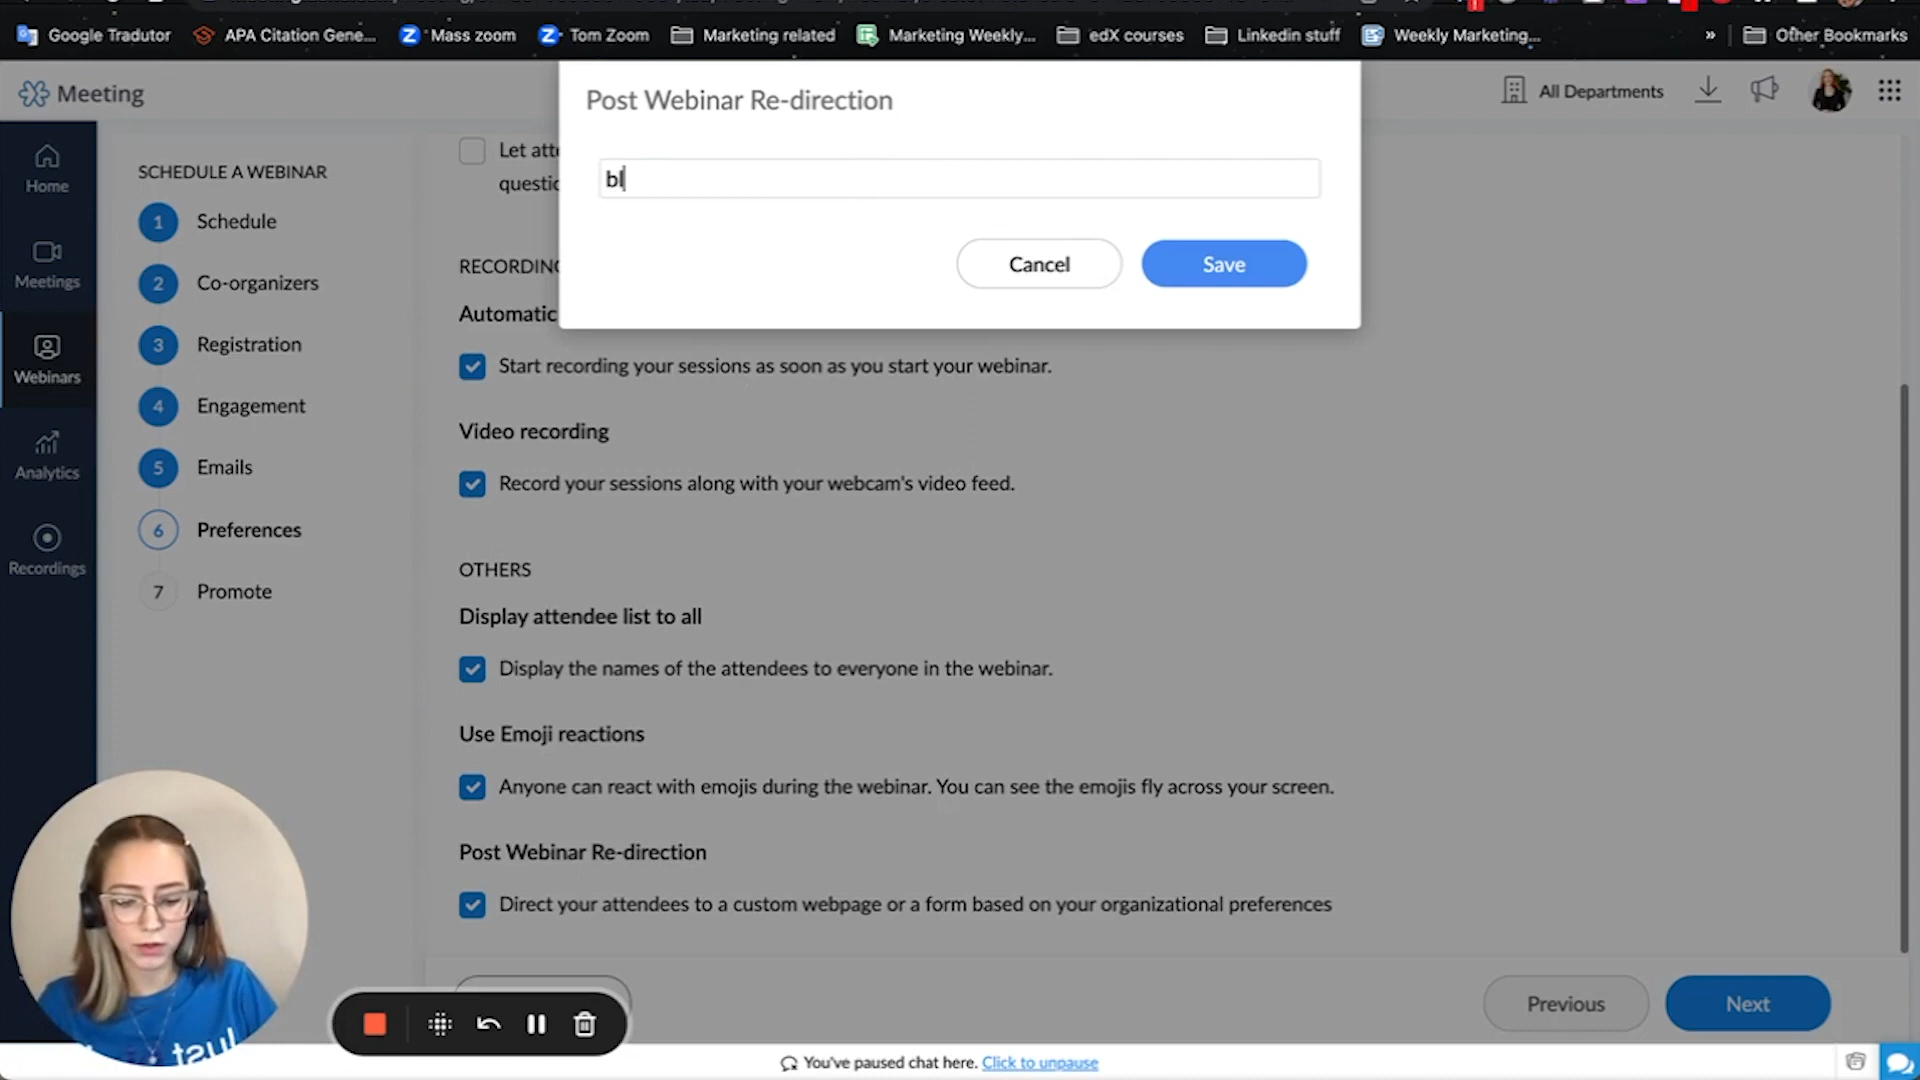 Google Tradutor
APA Citation Gene...
Mass zoom
Tom Zoom
Marketing related
Marketing Weekly...
edX courses
Linkedin stuff
Weekly Marketing...
»
Other Bookmarks
Meeting
All Departments
Post Webinar Re-direction
bl
Cancel
Save
Home
Meetings
Webinars
Analytics
Recordings
SCHEDULE A WEBINAR
1 Schedule
2 Co-organizers
3 Registration
4 Engagement
5 Emails
6 Preferences
7 Promote
Let
RECORDING
Automatic
Start recording your sessions as soon as you start your webinar.
Video recording
Record your sessions along with your webcam's video feed.
OTHERS
Display attendee list to all
Display the names of the attendees to everyone in the webinar.
Use Emoji reactions
Anyone can react with emojis during the webinar. You can see the emojis fly across your screen.
Post Webinar Re-direction
Direct your attendees to a custom webpage or a form based on your organizational preferences
Previous
Next
You've paused chat here. Click to unpause